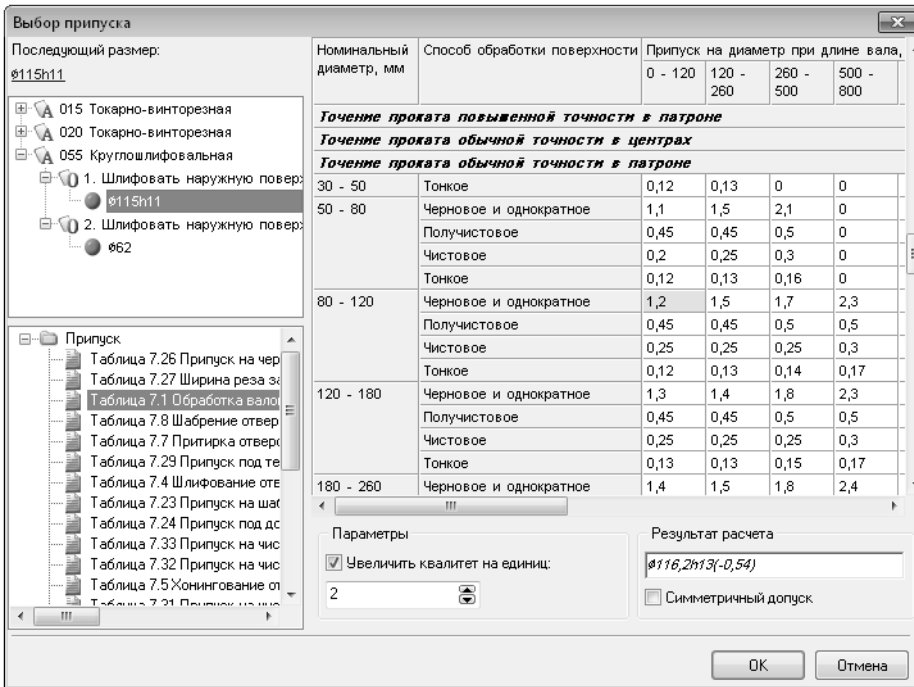 Выбор припуска
Последующий размер:
ø115h11
015 Токарно-винторезная
020 Токарно-винторезная
055 Круглошлифовальная
1. Шлифовать наружную повер
ø115h11
2. Шлифовать наружную повер
ø62
Припуск
Таблица 7.26 Припуск на чер
Таблица 7.27 Ширина реза за
Таблица 7.1 Обработка вало
Таблица 7.8 Шабрение отвер
Таблица 7.7 Притирка отверс
Таблица 7.29 Припуск под те
Таблица 7.4 Шлифование отв
Таблица 7.23 Припуск на шаб
Таблица 7.24 Припуск под до
Таблица 7.33 Припуск на чис
Таблица 7.32 Припуск на чис
Таблица 7.5 Хонингование от
Номинальный диаметр, мм Способ обработки поверхности Припуск на диаметр при длине вала,
0 - 120 120 - 260 260 - 500 500 - 800
Точение проката повышенной точности в патроне
Точение проката обычной точности в центрах
Точение проката обычной точности в патроне
30 - 50 Тонкое 0,12 0,13 0 0
50 - 80 Черновое и однократное 1,1 1,5 2,1 0
Получистовое 0,45 0,45 0,5 0
Чистовое 0,2 0,25 0,3 0
Тонкое 0,12 0,13 0,16 0
80 - 120 Черновое и однократное 1,2 1,5 1,7 2,3
Получистовое 0,45 0,45 0,5 0,5
Чистовое 0,25 0,25 0,25 0,3
Тонкое 0,12 0,13 0,14 0,17
120 - 180 Черновое и однократное 1,3 1,4 1,8 2,3
Получистовое 0,45 0,45 0,5 0,5
Чистовое 0,25 0,25 0,25 0,3
Тонкое 0,13 0,13 0,15 0,17
180 - 260 Черновое и однократное 1,4 1,5 1,8 2,4
Параметры
Увеличить квалитет на единиц:
2
Результат расчета
ø116,2h13(-0,54)
Симметричный допуск
OK
Отмена